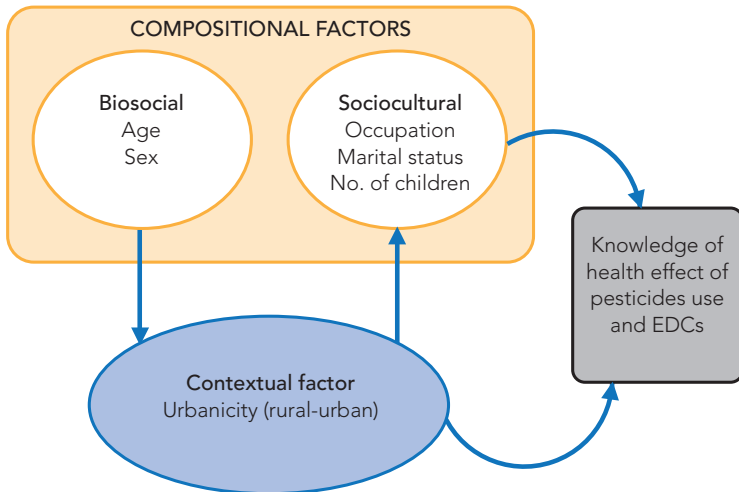 COMPOSITIONAL FACTORS
Biosocial
Age
Sex
Sociocultural
Occupation
Marital status
No. of children
Knowledge of
health effect of
pesticides use
and EDCs
Contextual factor
Urbanicity (rural-urban)